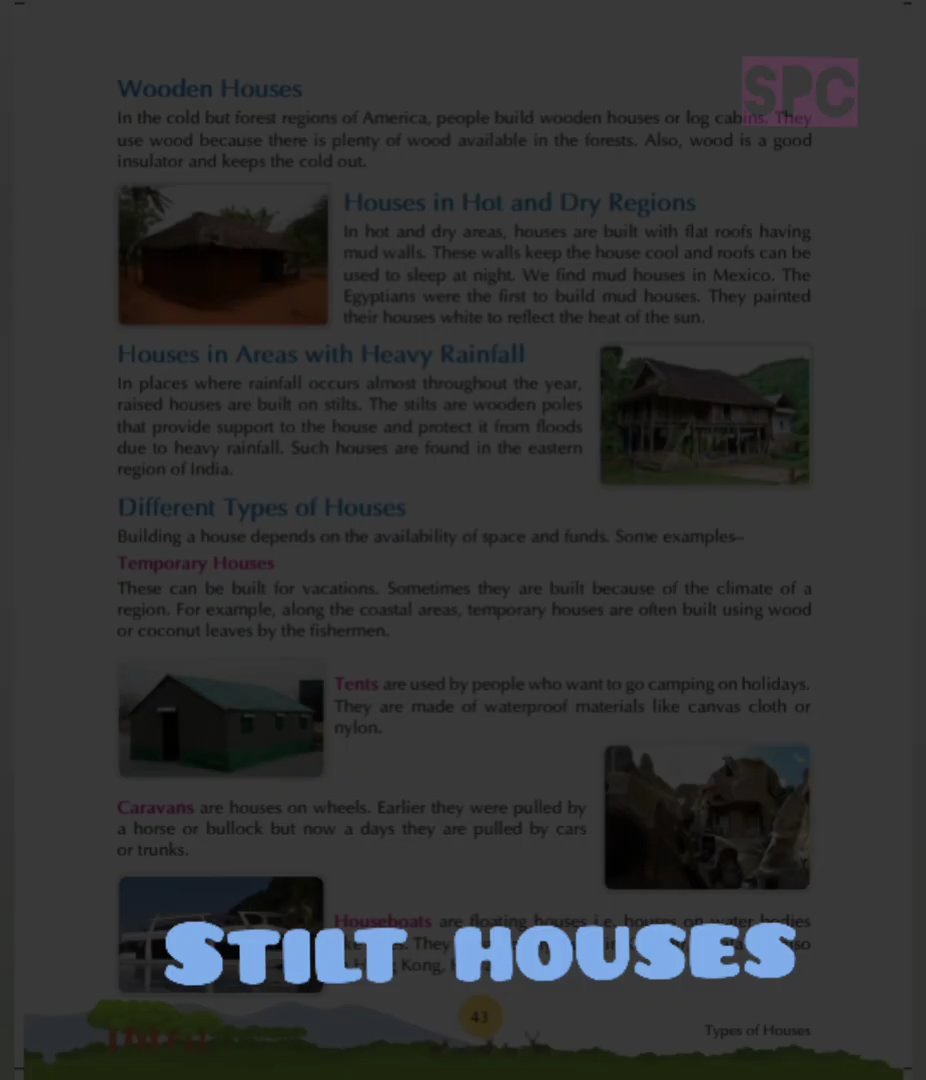 SPC
Wooden Houses
In the cold but forest regions of America, people build wooden houses or log cabins. They
use wood because there is plenty of wood available in the forests. Also, wood is a good
insulator and keeps the cold out.
Houses in Hot and Dry Regions
In hot and dry areas, houses are built with flat roofs having
mud walls. These walls keep the house cool and roofs can be
used to sleep at night. We find mud houses in Mexico. The
Egyptians were the first to build mud houses. They painted
their houses white to reflect the heat of the sun.
Houses in Areas with Heavy Rainfall
In places where rainfall occurs almost throughout the year,
raised houses are built on stilts. The stilts are wooden poles
that provide support to the house and protect it from floods
due to heavy rainfall. Such houses are found in the eastern
region of India.
Different Types of Houses
Building a house depends on the availability of space and funds. Some examples–
Temporary Houses
These can be built for vacations. Sometimes they are built because of the climate of a
region. For example, along the coastal areas, temporary houses are often built using wood
or coconut leaves by the fishermen.
Tents are used by people who want to go camping on holidays.
They are made of waterproof materials like canvas cloth or
nylon.
Caravans are houses on wheels. Earlier they were pulled by
a horse or bullock but now a days they are pulled by cars
or trunks.
Houseboats are floating houses i.e. houses on water bodies
They
Kong,
STILT HOUSES
43
Types of Houses